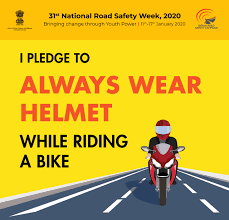 31st National Road Safety Week, 2020
Bringing change through Youth Power | 11th-17th January 2020
I PLEDGE TO
ALWAYS WEAR
HELMET
WHILE RIDING
A BIKE